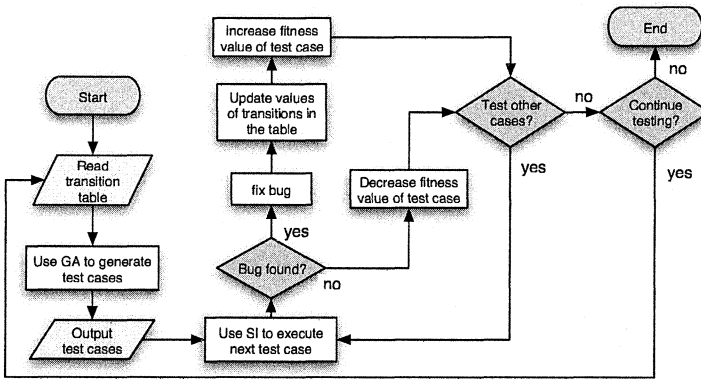 Start
Read
transition
table
Use GA to generate
test cases
Output
test cases
Use SI to execute
next test case
Bug found?
yes
no
fix bug
Update values
of transitions in
the table
Increase fitness
value of test case
Decrease fitness
value of test case
Test other
cases?
yes
no
Continue
testing?
yes
no
End